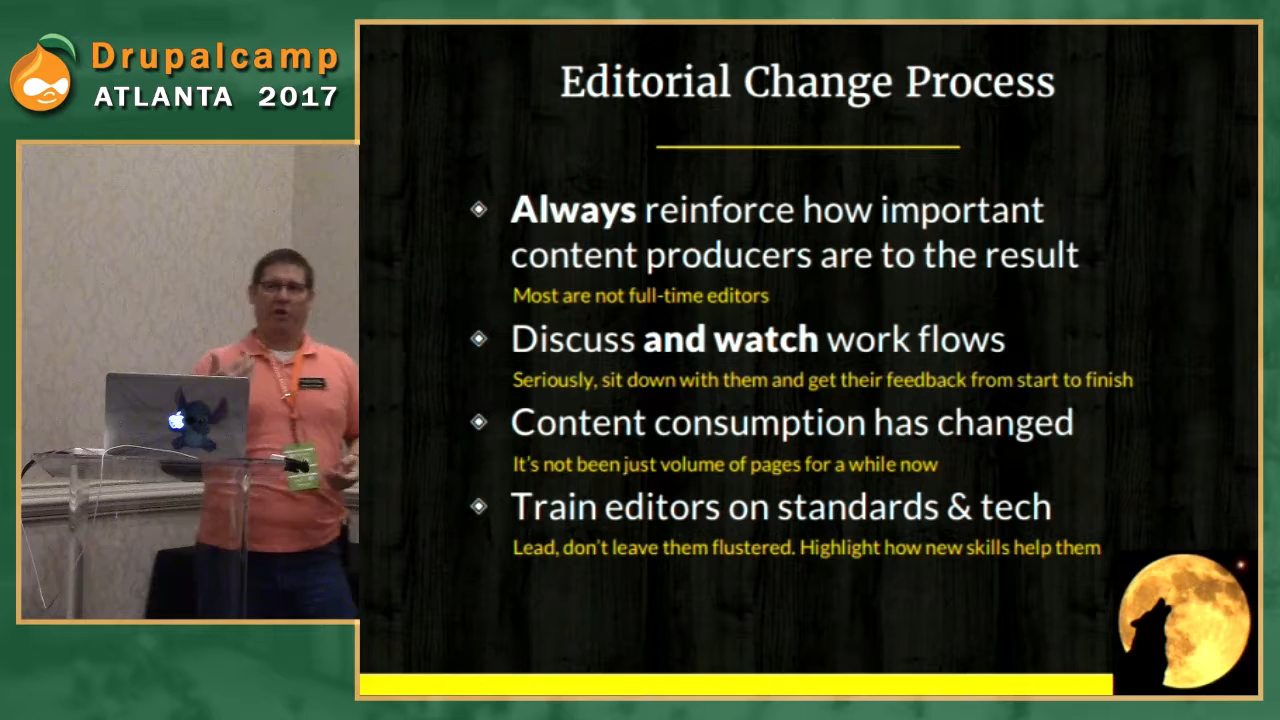 Drupalcamp
ATLANTA 2017
Editorial Change Process
Always reinforce how important
content producers are to the result
Most are not full-time editors
Discuss and watch work flows
Seriously, sit down with them and get their feedback from start to finish
Content consumption has changed
It's not been just volume of pages for a while now
Train editors on standards & tech
Lead, don't leave them flustered. Highlight how new skills help them